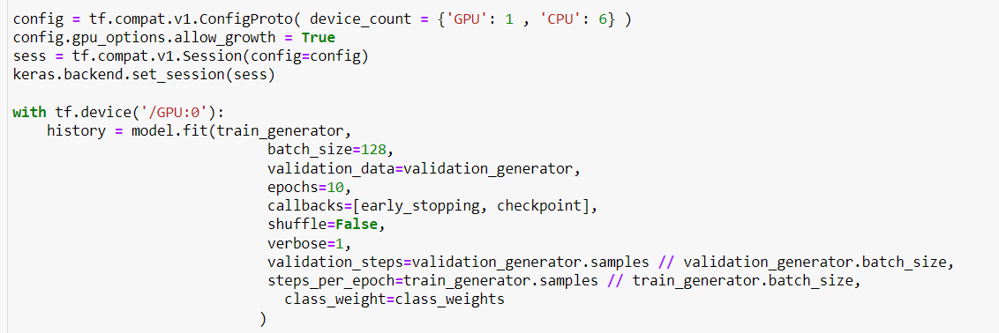 config = tf.compat.v1.ConfigProto( device_count = {'GPU': 1 , 'CPU': 6} )
config.gpu_options.allow_growth = True
sess = tf.compat.v1.Session(config=config)
keras.backend.set_session(sess)

with tf.device('/GPU:0'):
    history = model.fit(train_generator,
                              batch_size=128,
                              validation_data=validation_generator,
                              epochs=10,
                              callbacks=[early_stopping, checkpoint],
                              shuffle=False,
                              verbose=1,
                              validation_steps=validation_generator.samples // validation_generator.batch_size,
                              steps_per_epoch=train_generator.samples // train_generator.batch_size,
                                class_weight=class_weights
                             )